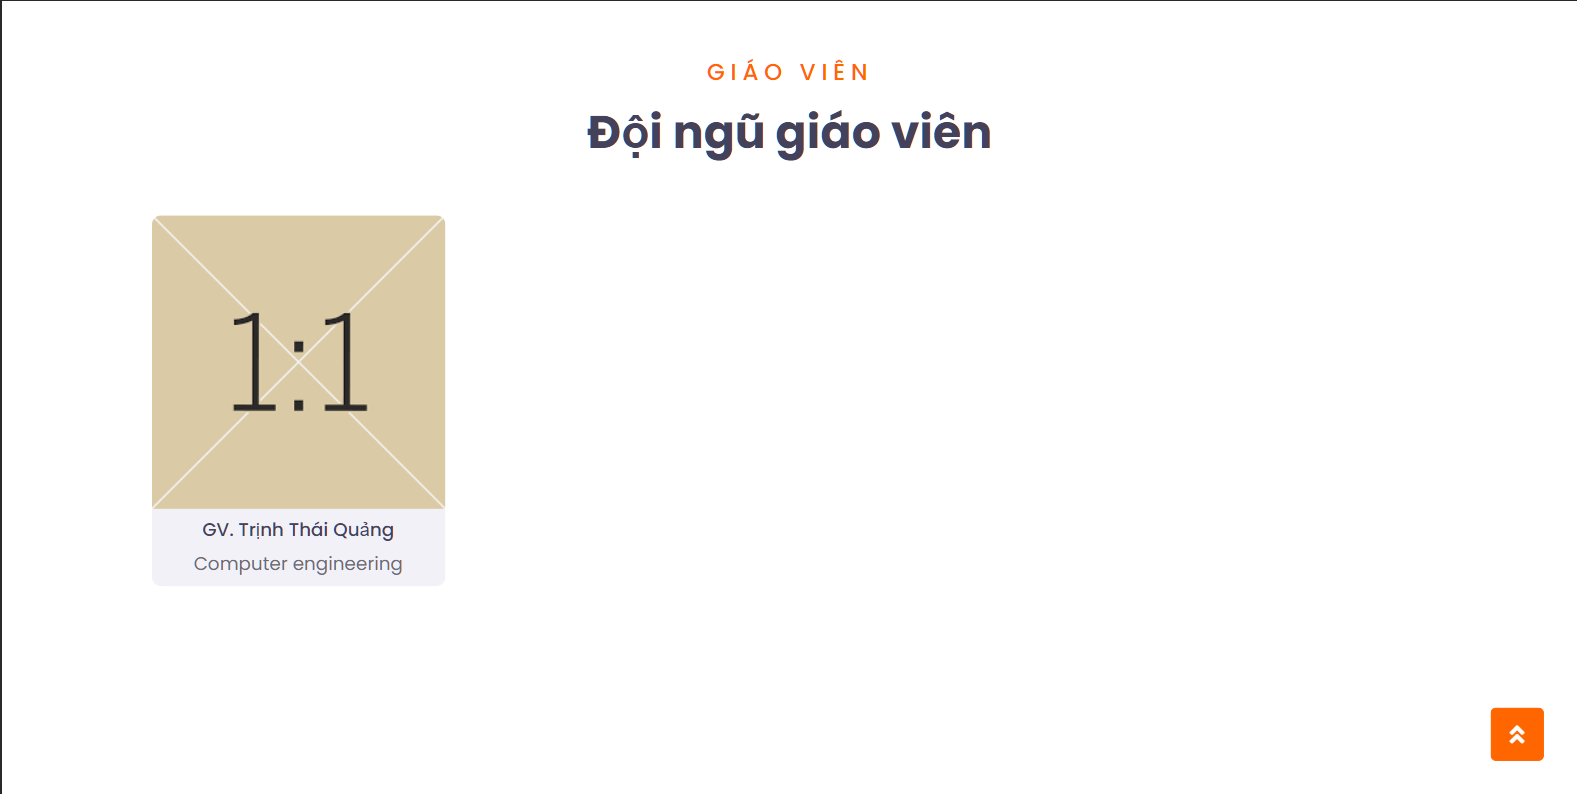 GIÁO VIÊN
Đội ngũ giáo viên
1:1
GV. Trịnh Thái Quảng
Computer engineering